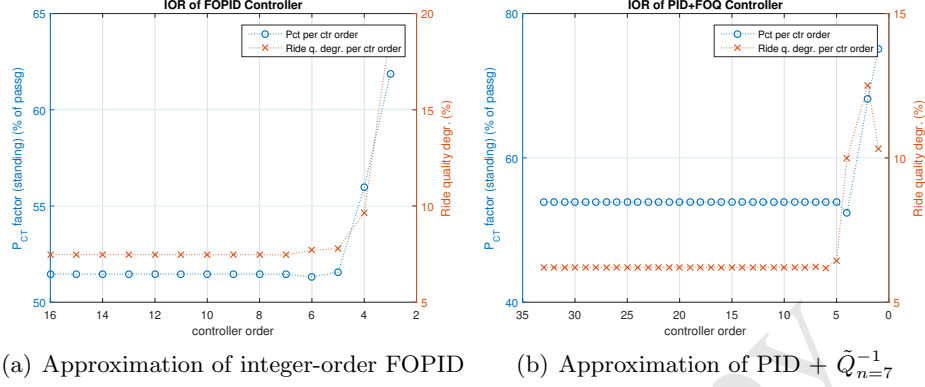 IOR of FOPID Controller
Pct per ctr order
Ride q. degr. per ctr order
P_CT factor (standing) (% of passg)
65
60
55
50
20
15
10
5
Ride quality degr. (%)
16 14 12 10 8 6 4 2
controller order
(a) Approximation of integer-order FOPID
IOR of PID+FOQ Controller
Pct per ctr order
Ride q. degr. per ctr order
P_CT factor (standing) (% of passg)
80
60
40
15
10
5
Ride quality degr. (%)
35 30 25 20 15 10 5 0
controller order
(b) Approximation of PID + Q̃⁻¹ₙ₌₇